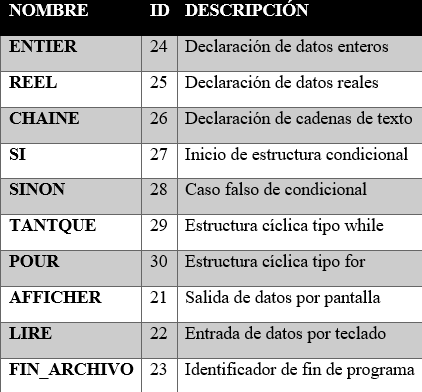 NOMBRE ID DESCRIPCIÓN
ENTIER 24 Declaración de datos enteros
REEL 25 Declaración de datos reales
CHAINE 26 Declaración de cadenas de texto
SI 27 Inicio de estructura condicional
SINON 28 Caso falso de condicional
TANTQUE 29 Estructura cíclica tipo while
POUR 30 Estructura cíclica tipo for
AFFICHER 21 Salida de datos por pantalla
LIRE 22 Entrada de datos por teclado
FIN_ARCHIVO 23 Identificador de fin de programa